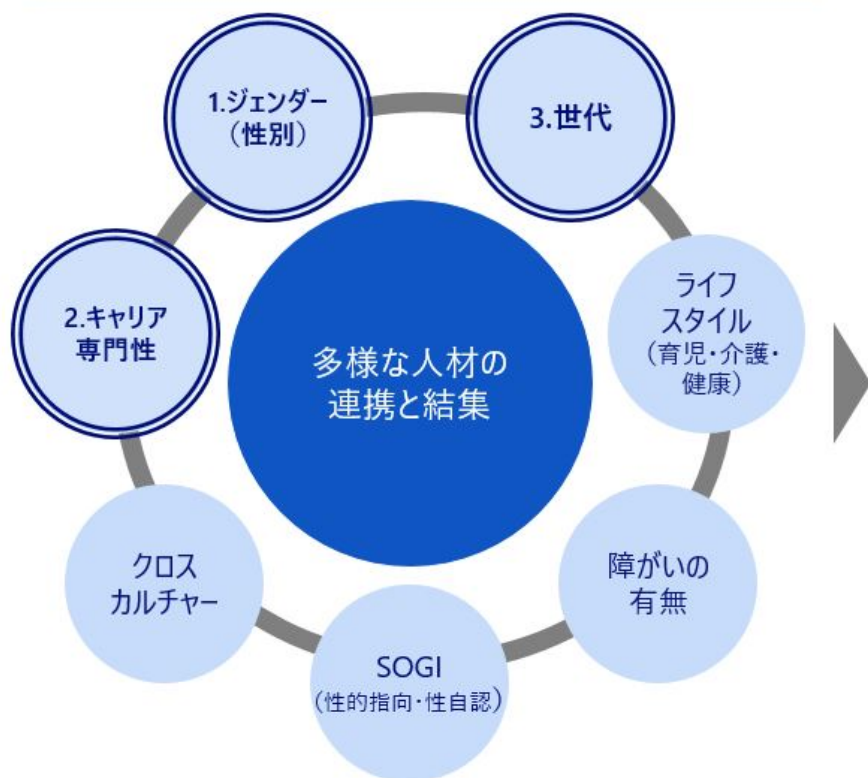 1.ジェンダー
（性別）
3.世代
2.キャリア
専門性
ライフ
スタイル
（育児・介護・
健康）
多様な人材の
連携と結集
クロス
カルチャー
障がいの
有無
SOGI
（性的指向・性自認）